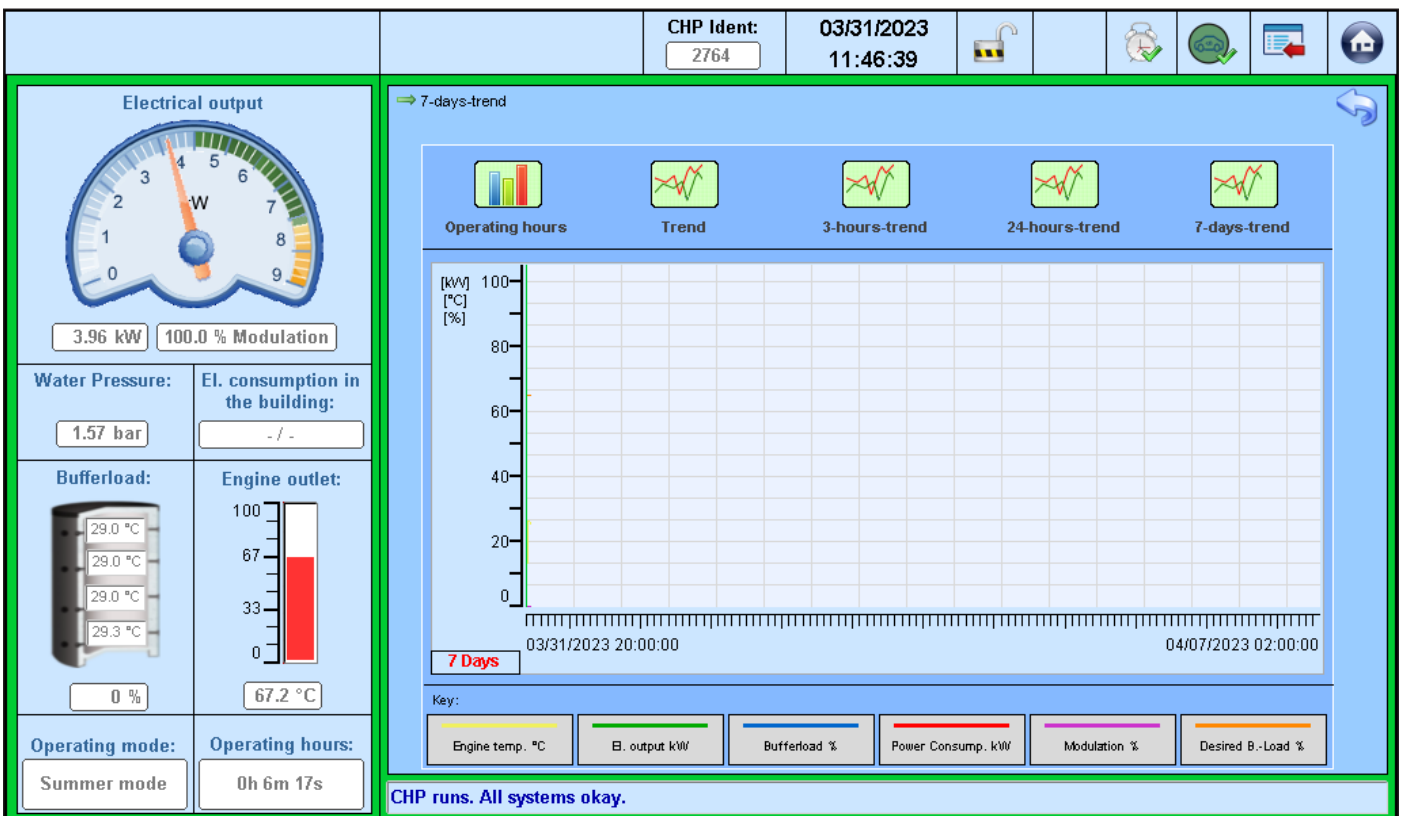 CHP Ident:
2764
03/31/2023
11:46:39
Electrical output
0
1
2
3
4
5
6
7
8
9
W
3.96 kW
100.0 % Modulation
Water Pressure:
1.57 bar
El. consumption in
the building:
- / -
Bufferload:
29.0 °C
29.0 °C
29.0 °C
29.3 °C
0 %
Engine outlet:
100
67
33
0
67.2 °C
Operating mode:
Summer mode
Operating hours:
0h 6m 17s
7-days-trend
Operating hours
Trend
3-hours-trend
24-hours-trend
7-days-trend
[kW]
[°C]
[%]
100
80
60
40
20
0
03/31/2023 20:00:00
04/07/2023 02:00:00
7 Days
Key:
Engine temp. °C
El. output kW
Bufferload %
Power Consump. kW
Modulation %
Desired B.-Load %
CHP runs. All systems okay.